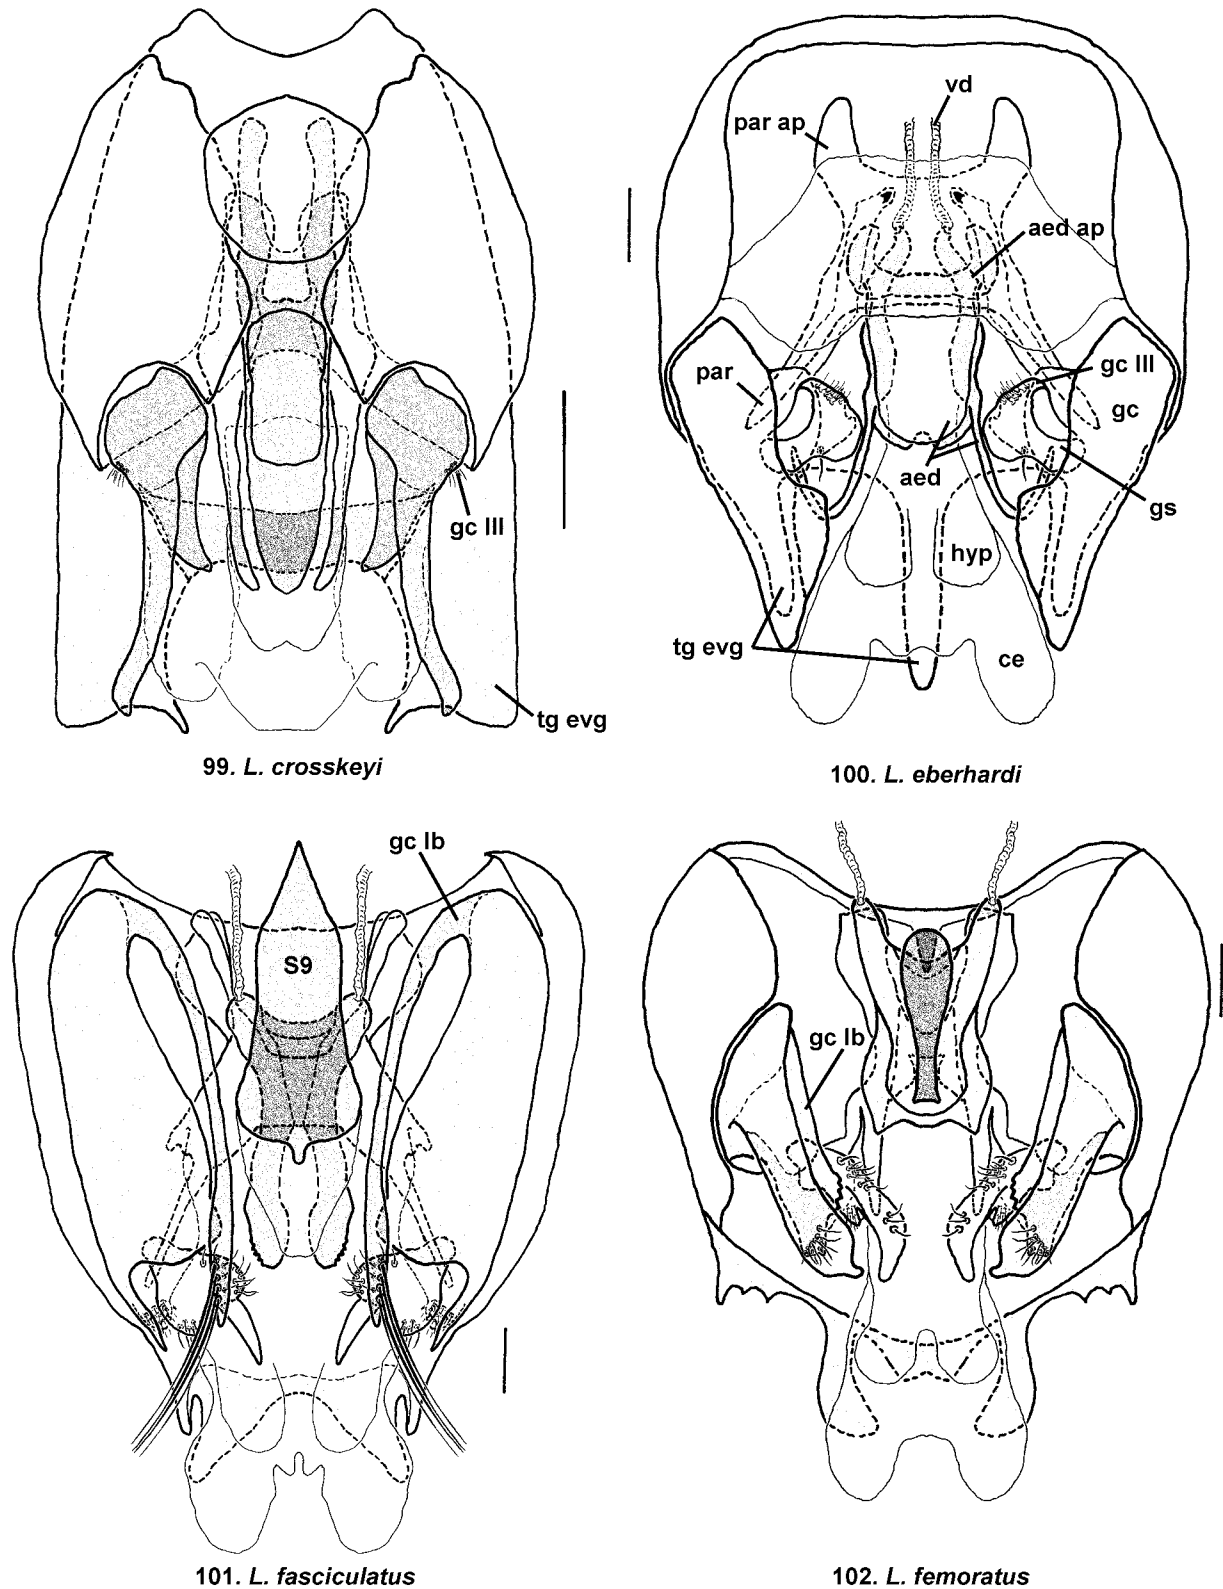 gc III
tg evg
99. L. crosskeyi
vd
par ap
aed ap
par
gc III
gc
aed
gs
hyp
tg evg
ce
100. L. eberhardi
gc Ib
S9
101. L. fasciculatus
gc Ib
102. L. femoratus